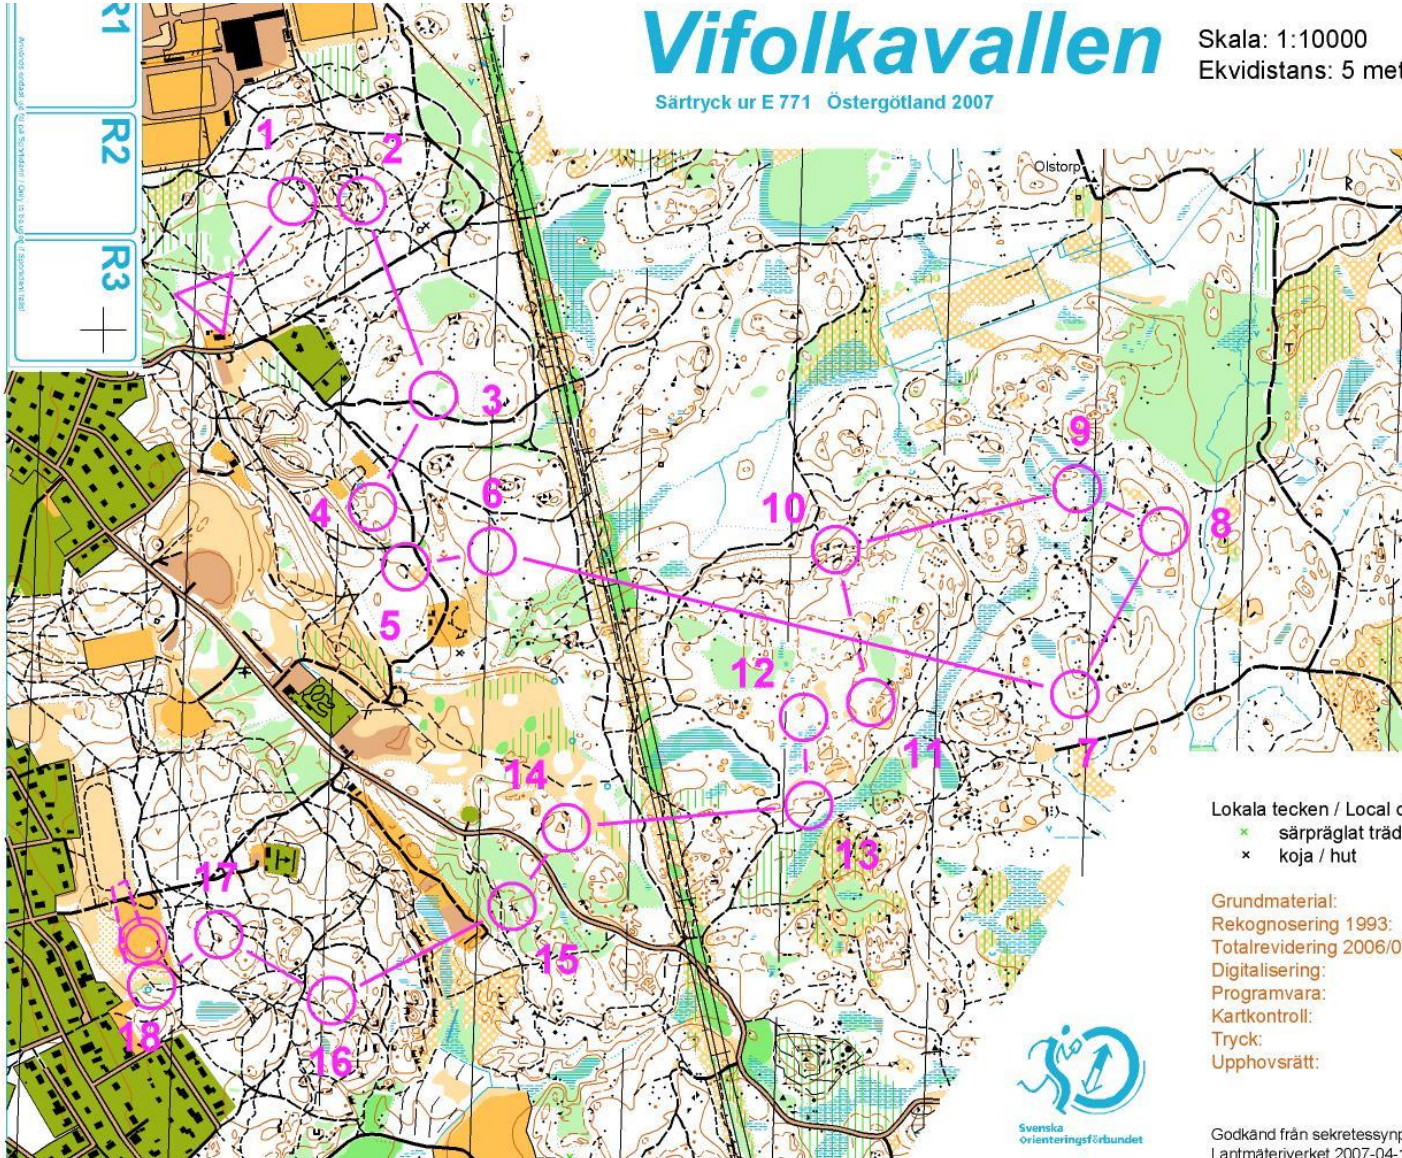 Vifolkavallen
Särtryck ur E 771 Östergötland 2007
Skala: 1:10000
Ekvidistans: 5 met
R1
R2
R3
Olstorp
1
2
3
4
5
6
7
8
9
10
11
12
13
14
15
16
17
18
Lokala tecken / Local
särpräglat träd
koja / hut
Grundmaterial:
Rekognosering 1993:
Totalrevidering 2006/0
Digitalisering:
Programvara:
Kartkontroll:
Tryck:
Upphovsrätt:
Svenska
Orienteringsförbundet
Godkänd från sekretessynp
Lantmäteriverket 2007-04-